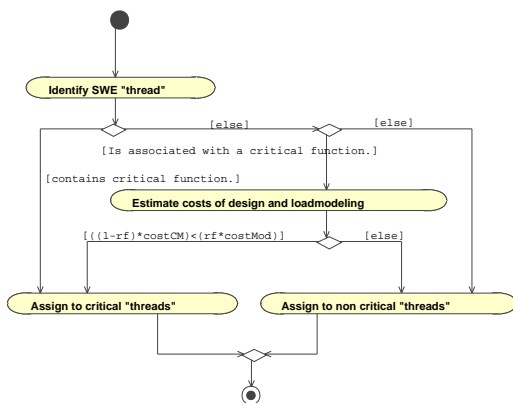 Identify SWE "thread"
[else]
[else]
[Is associated with a critical function.]
[contains critical function.]
Estimate costs of design and loadmodeling
[((1-rf)*costCM)<(rf*costMod)]
[else]
Assign to critical "threads"
Assign to non critical "threads"